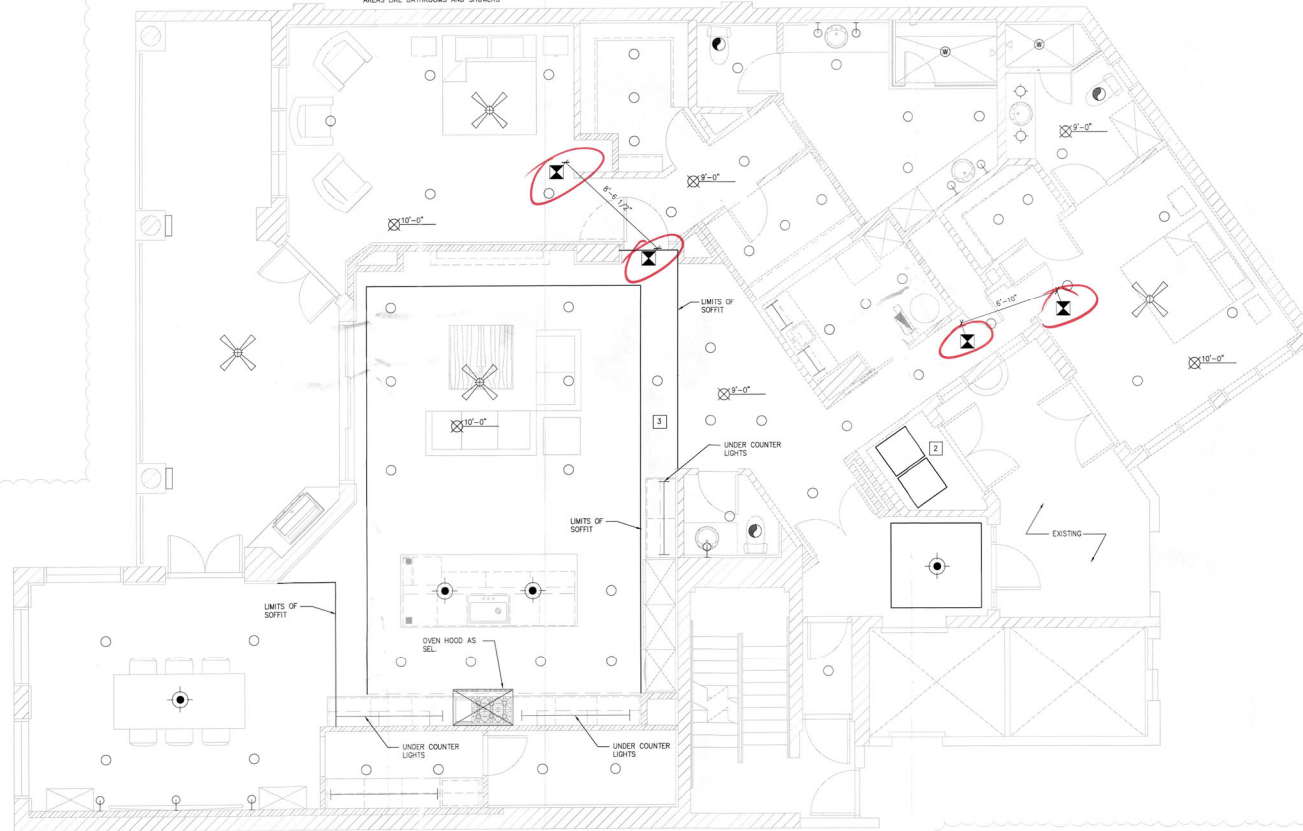 AREAS LIKE BATHROOMS AND SHOWERS
W
W
9'-0"
8'-6 1/2"
9'-0"
10'-0"
LIMITS OF
SOFFIT
6'-10"
10'-0"
9'-0"
10'-0"
3
UNDER COUNTER
LIGHTS
2
LIMITS OF
SOFFIT
EXISTING
LIMITS OF
SOFFIT
OVEN HOOD AS
SEL.
UNDER COUNTER
LIGHTS
UNDER COUNTER
LIGHTS